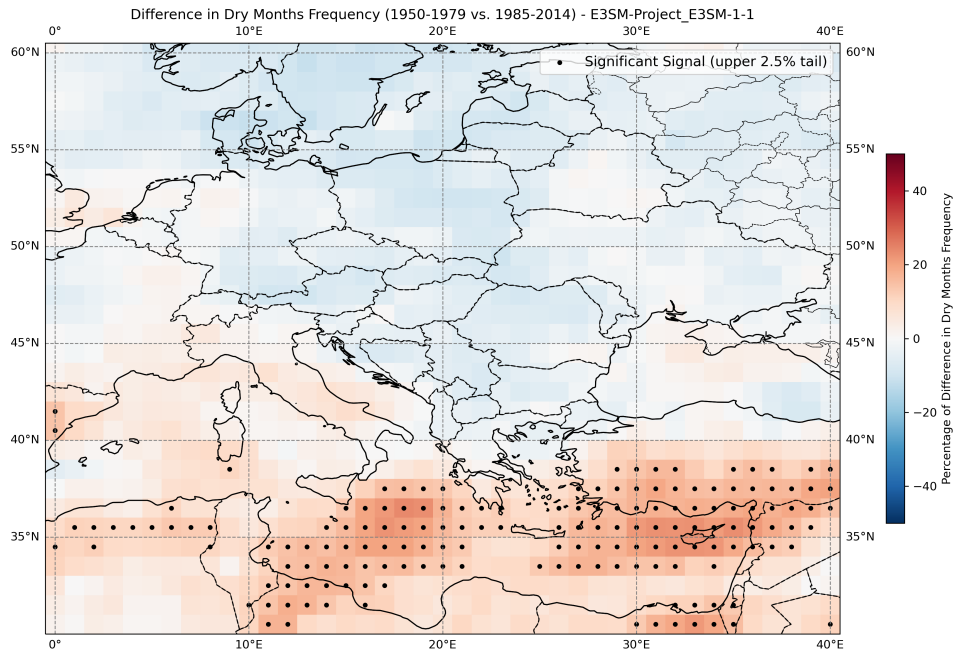 Difference in Dry Months Frequency (1950-1979 vs. 1985-2014) - E3SM-Project_E3SM-1-1
0° 10°E 20°E 30°E 40°E
60°N 60°N
Significant Signal (upper 2.5% tail)
55°N 55°N
50°N 50°N
45°N 45°N
40°N 40°N
35°N 35°N
0° 10°E 20°E 30°E 40°E
40
20
0
−20
−40
Percentage of Difference in Dry Months Frequency